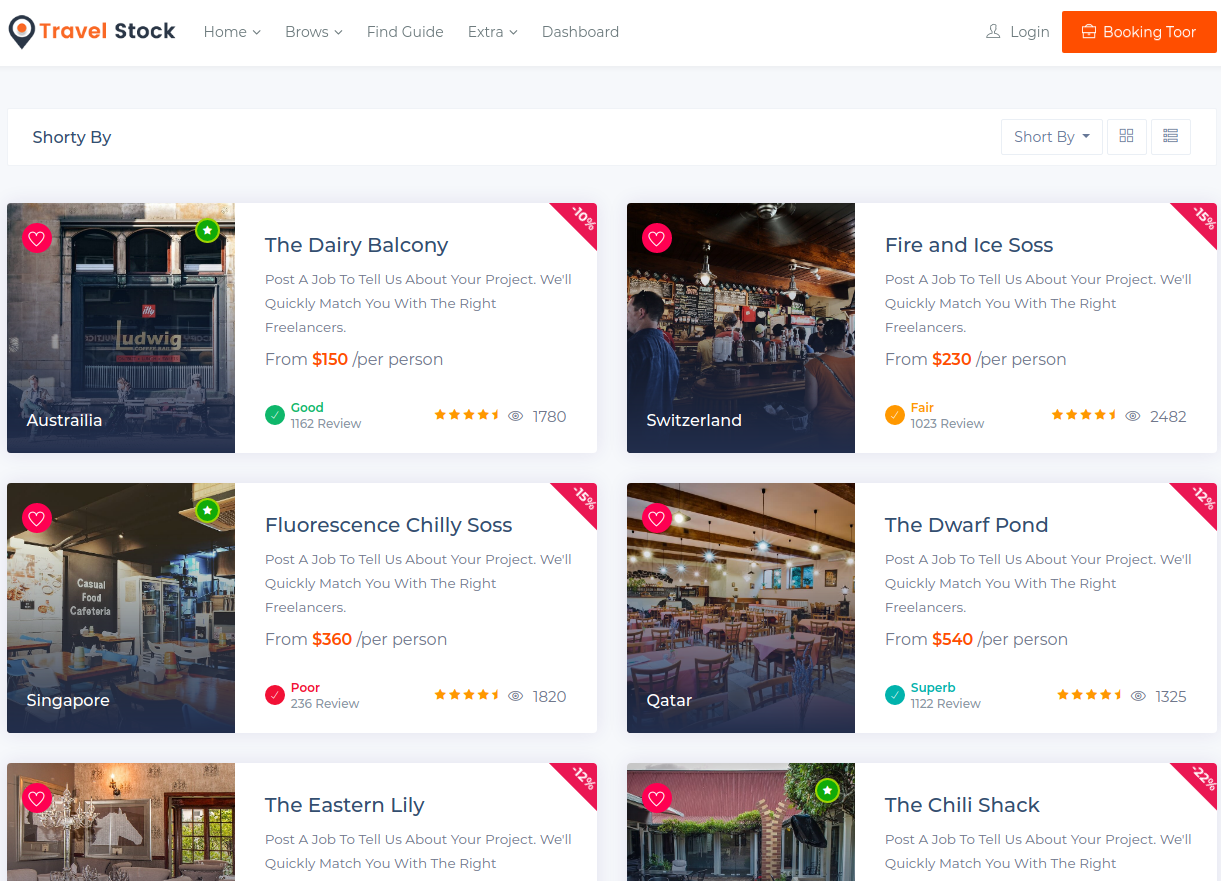 Travel Stock
Home
Brows
Find Guide
Extra
Dashboard
Login
Booking Toor
Shorty By
Short By
-10%
illy
Ludwig
Austrailia
The Dairy Balcony
Post A Job To Tell Us About Your Project. We'll
Quickly Match You With The Right
Freelancers.
From $150 /per person
Good
1162 Review
1780
-15%
Switzerland
Fire and Ice Soss
Post A Job To Tell Us About Your Project. We'll
Quickly Match You With The Right
Freelancers.
From $230 /per person
Fair
1023 Review
2482
-15%
Casual
Food
Cafeteria
Singapore
Fluorescence Chilly Soss
Post A Job To Tell Us About Your Project. We'll
Quickly Match You With The Right
Freelancers.
From $360 /per person
Poor
236 Review
1820
-12%
Qatar
The Dwarf Pond
Post A Job To Tell Us About Your Project. We'll
Quickly Match You With The Right
Freelancers.
From $540 /per person
Superb
1122 Review
1325
-12%
The Eastern Lily
Post A Job To Tell Us About Your Project. We'll
Quickly Match You With The Right
-22%
The Chili Shack
Post A Job To Tell Us About Your Project. We'll
Quickly Match You With The Right